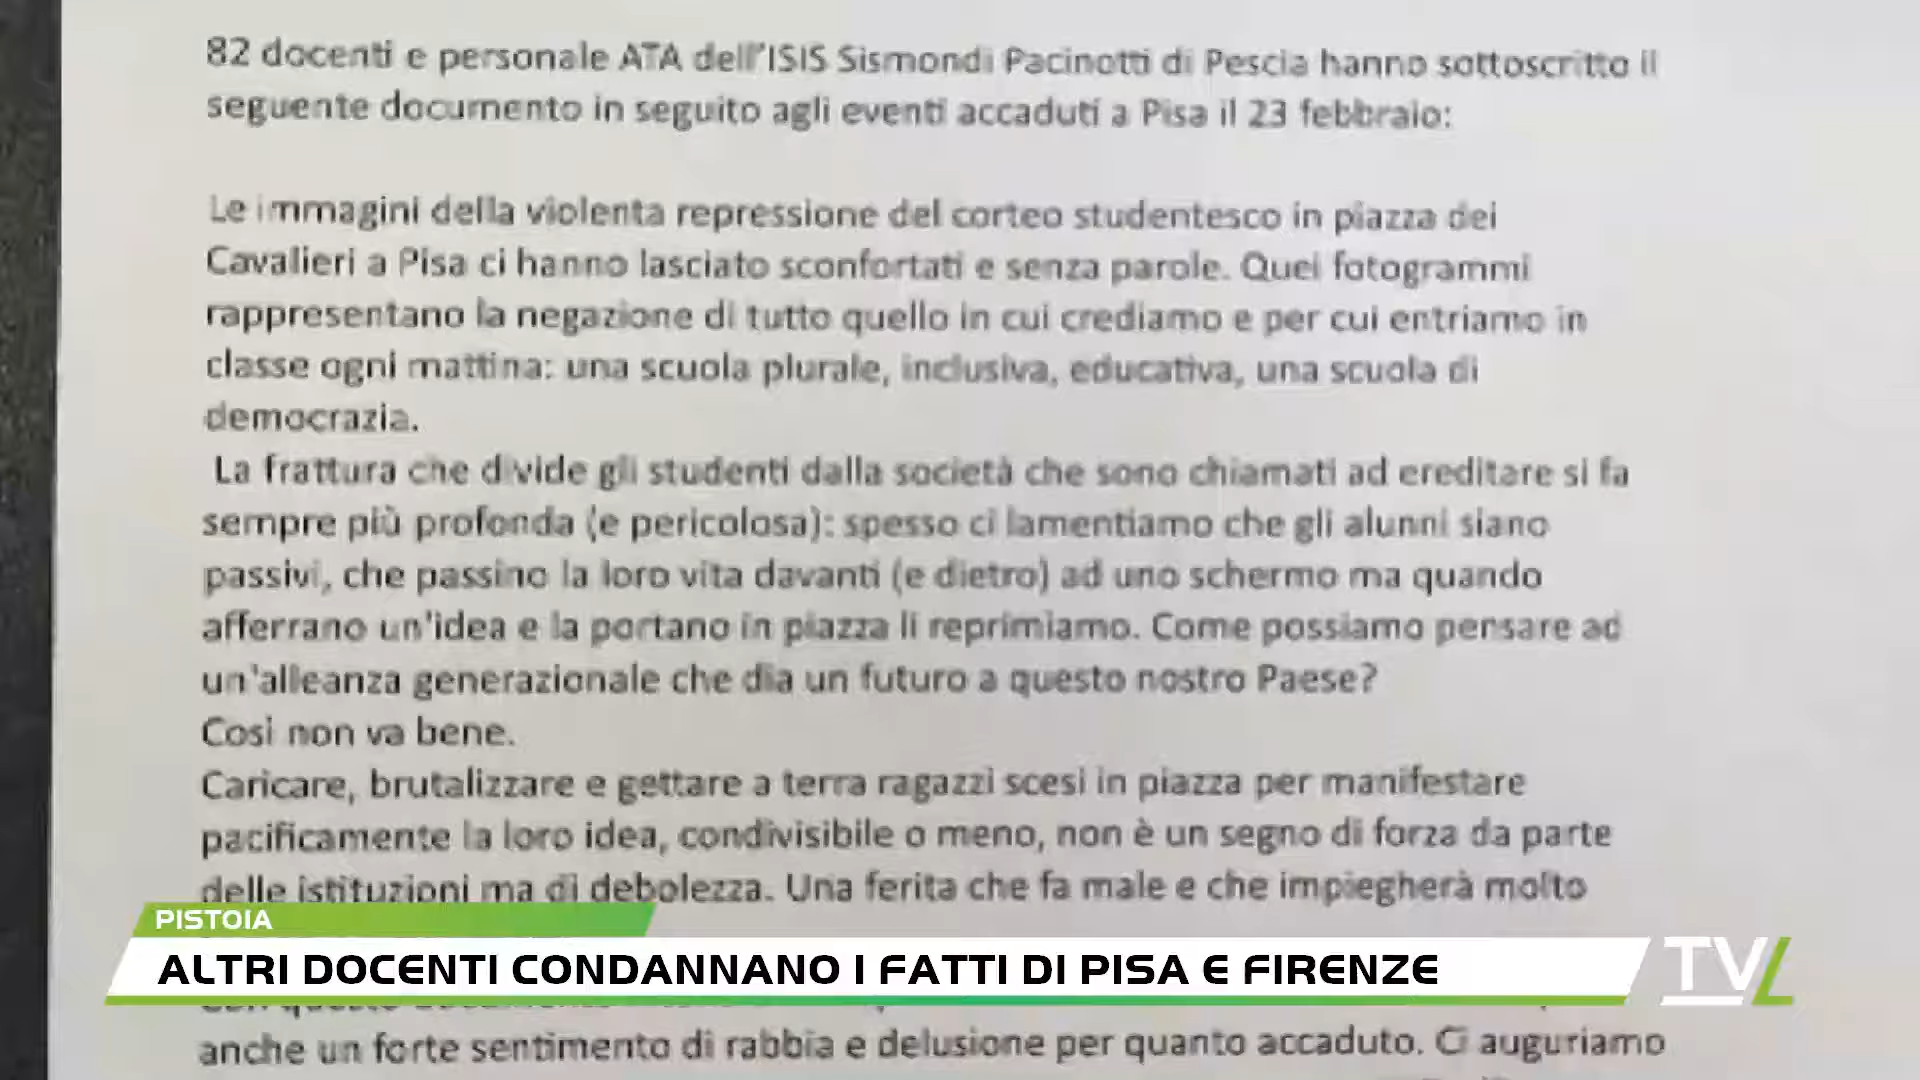 82 docenti e personale ATA dell'ISIS Sismondi Pacinotti di Pescia hanno sottoscritto il
seguente documento in seguito agli eventi accaduti a Pisa il 23 febbraio:
Le immagini della violenta repressione del corteo studentesco in piazza dei
Cavalieri a Pisa ci hanno lasciato sconfortati e senza parole. Quei fotogrammi
rappresentano la negazione di tutto quello in cui crediamo e per cui entriamo in
classe ogni mattina: una scuola plurale, inclusiva, educativa, una scuola di
democrazia.
La frattura che divide gli studenti dalla società che sono chiamati ad ereditare si fa
sempre più profonda (e pericolosa): spesso ci lamentiamo che gli alunni siano
passivi, che passino la loro vita davanti (e dietro) ad uno schermo ma quando
afferrano un'idea e la portano in piazza li reprimiamo. Come possiamo pensare ad
un'alleanza generazionale che dia un futuro a questo nostro Paese?
Così non va bene.
Caricare, brutalizzare e gettare a terra ragazzi scesi in piazza per manifestare
pacificamente la loro idea, condivisibile o meno, non è un segno di forza da parte
delle istituzioni ma di debolezza. Una ferita che fa male e che impiegherà molto
PISTOIA
ALTRI DOCENTI CONDANNANO I FATTI DI PISA E FIRENZE
TVL
anche un forte sentimento di rabbia e delusione per quanto accaduto. Ci auguriamo